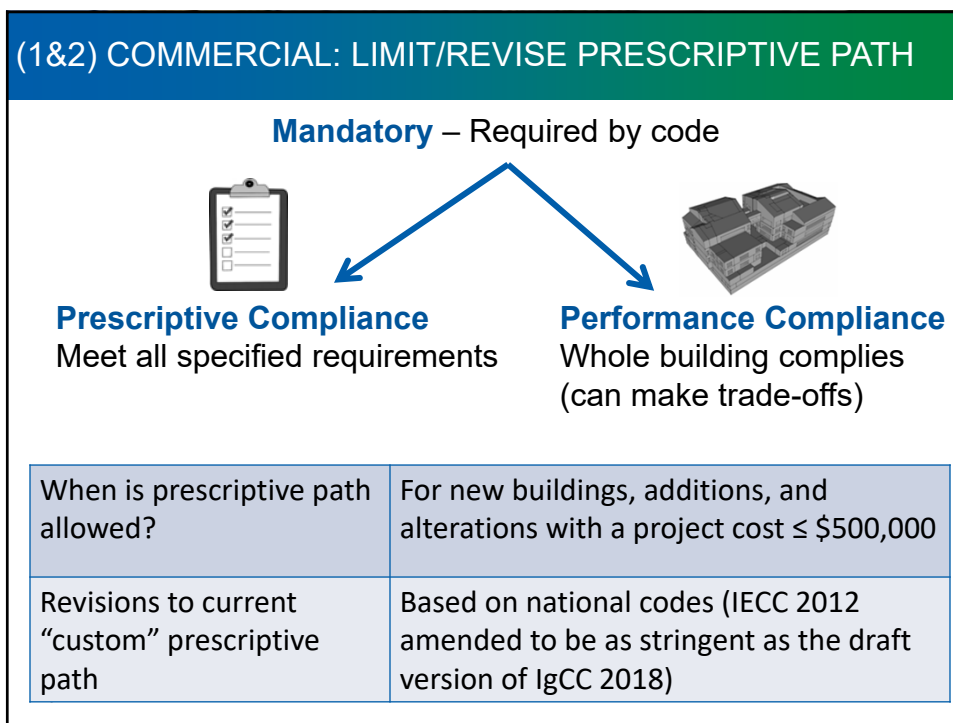 (1&2) COMMERCIAL: LIMIT/REVISE PRESCRIPTIVE PATH
Mandatory – Required by code
Prescriptive Compliance
Meet all specified requirements
Performance Compliance
Whole building complies
(can make trade-offs)
When is prescriptive path
allowed?
For new buildings, additions, and
alterations with a project cost ≤ $500,000
Revisions to current
“custom” prescriptive
path
Based on national codes (IECC 2012
amended to be as stringent as the draft
version of IgCC 2018)